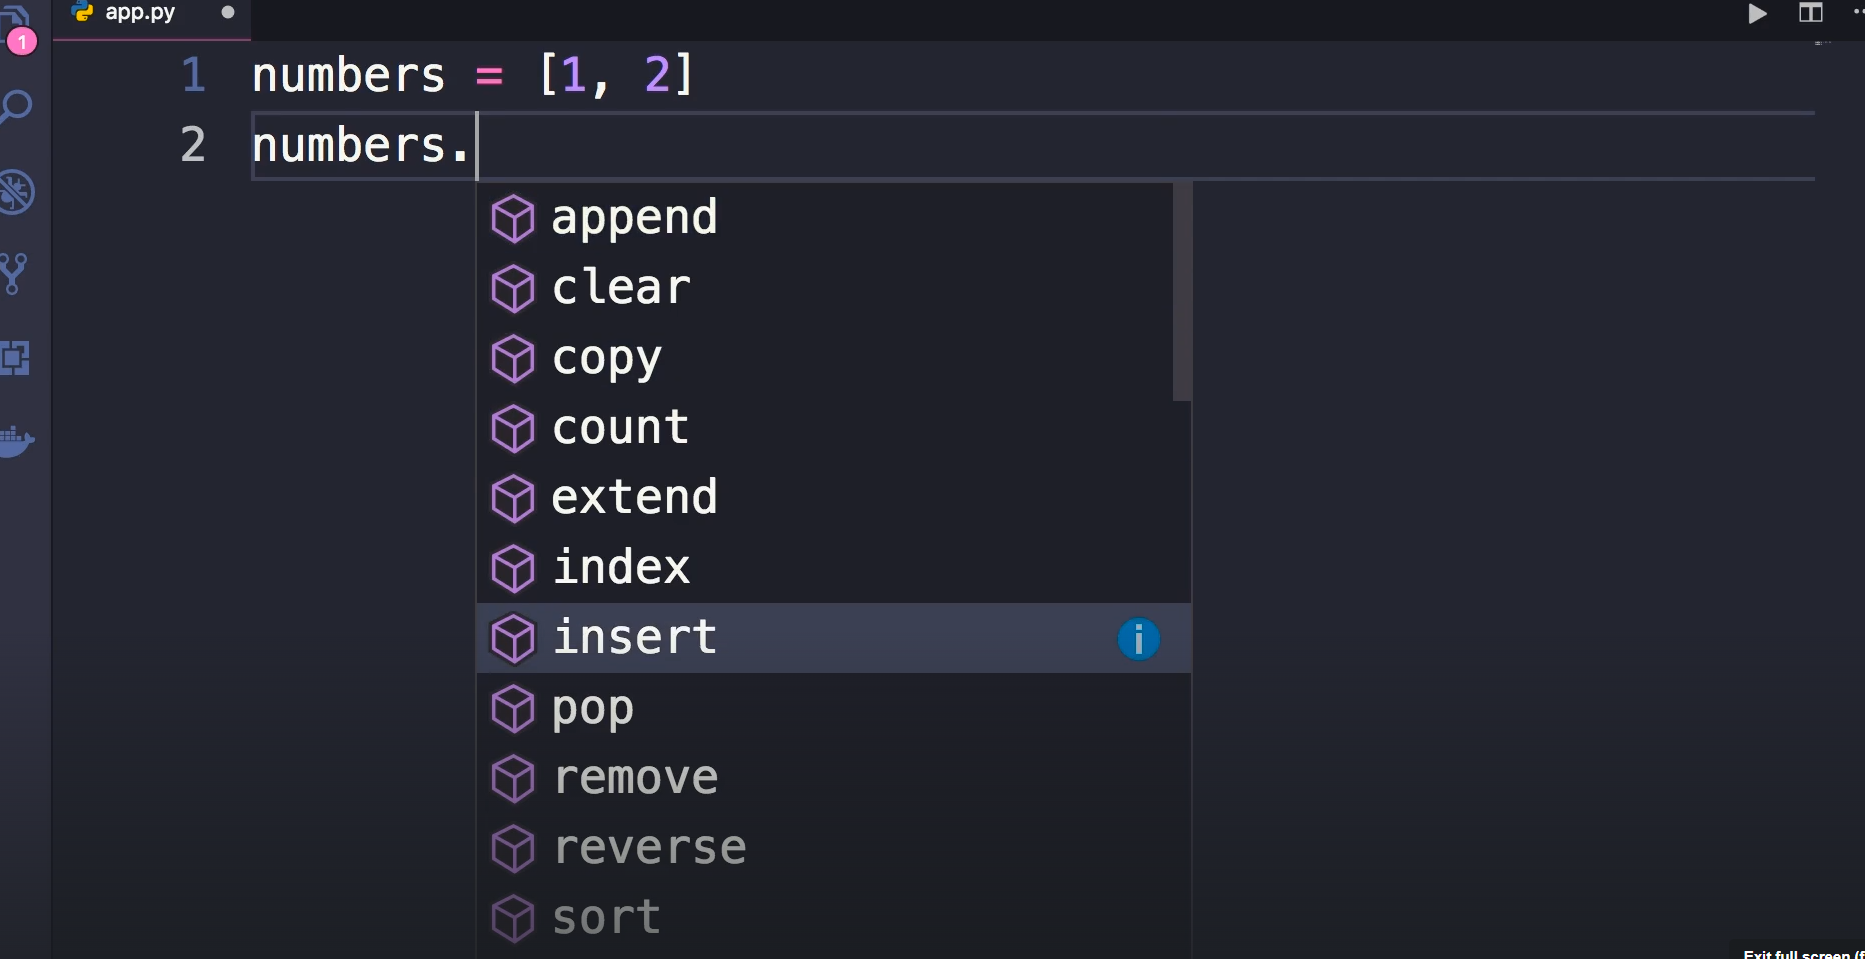 app.py
1
1 numbers = [1, 2]
2 numbers.
append
clear
copy
count
extend
index
insert
i
pop
remove
reverse
sort
Exit full screen (f